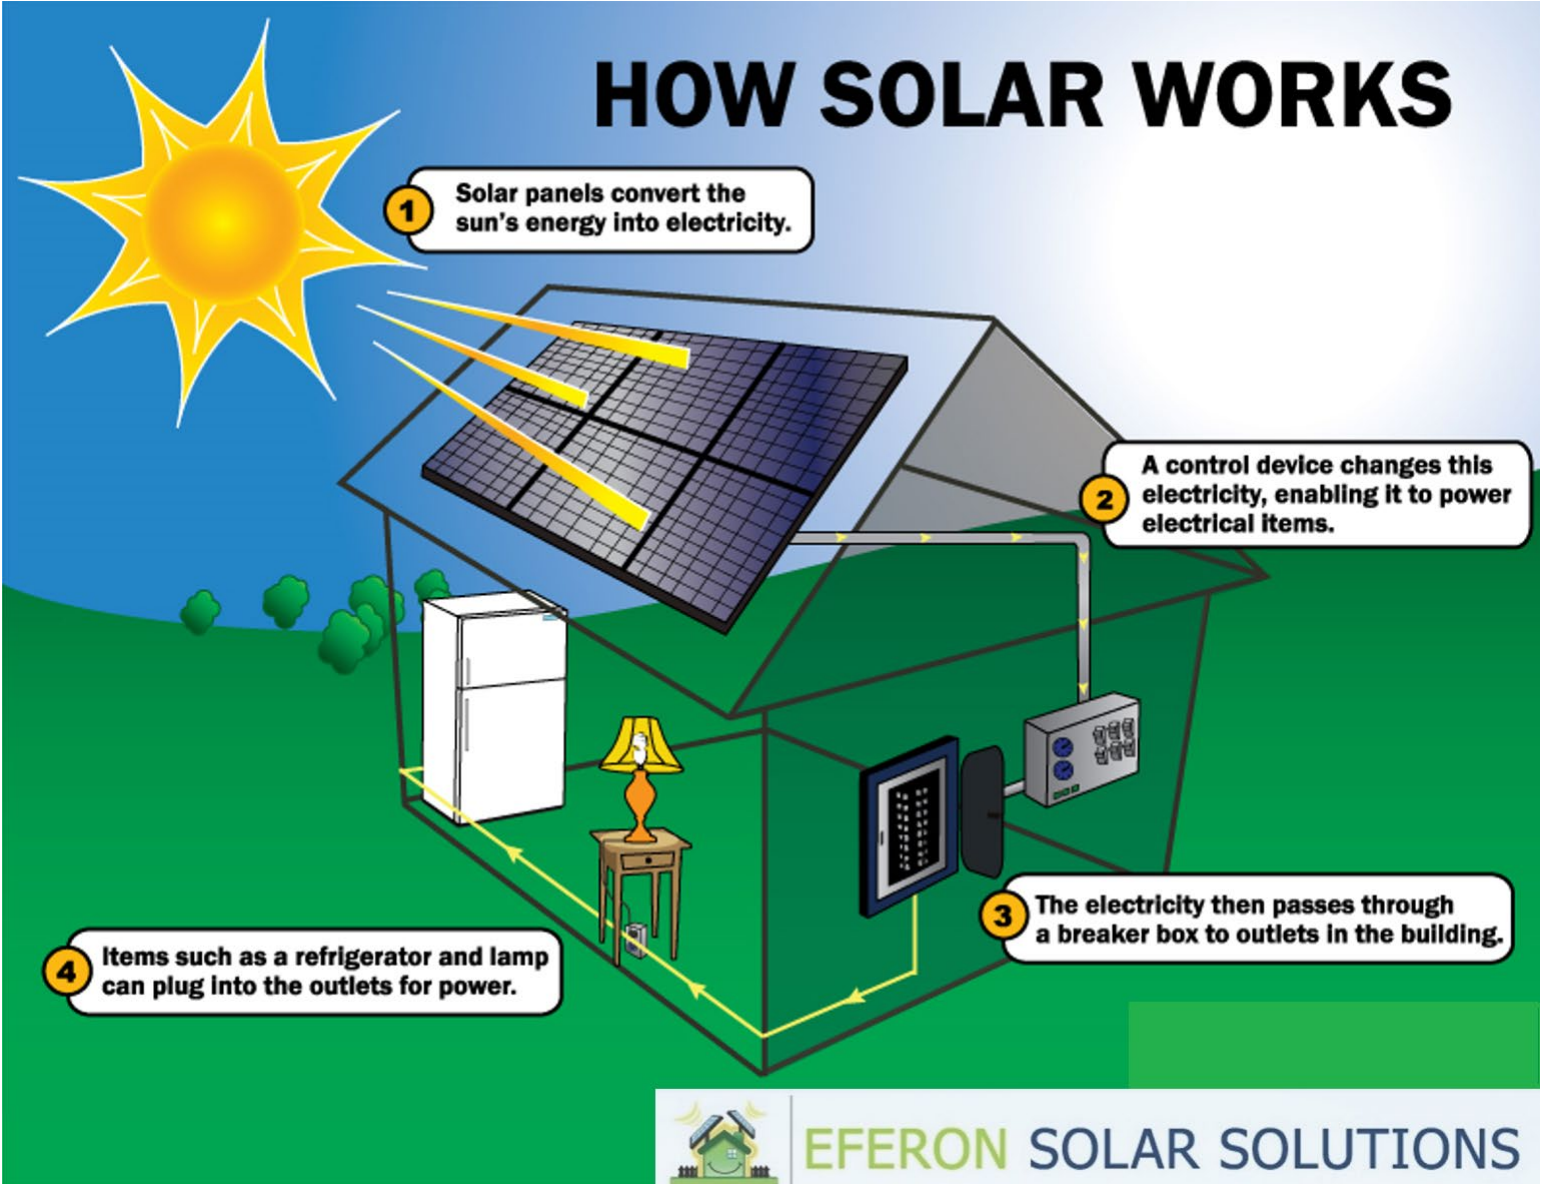 HOW SOLAR WORKS
1
Solar panels convert the
sun's energy into electricity.
2
A control device changes this
electricity, enabling it to power
electrical items.
3
The electricity then passes through
a breaker box to outlets in the building.
4
Items such as a refrigerator and lamp
can plug into the outlets for power.
EFERON SOLAR SOLUTIONS